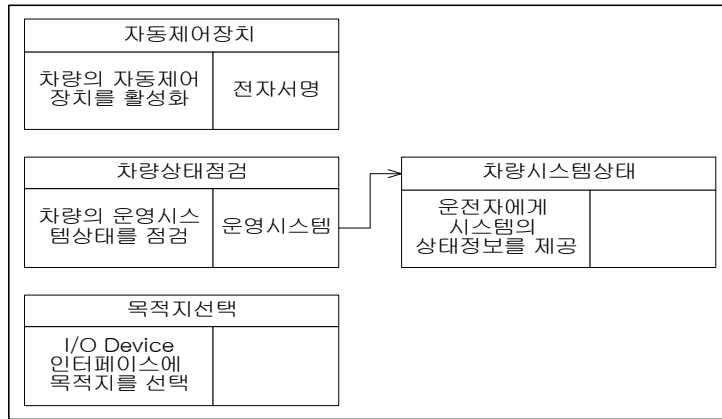 자동제어장치
차량의 자동제어
장치를 활성화
전자서명
차량상태점검
차량의 운영시스
템상태를 점검
운영시스템
차량시스템상태
운전자에게
시스템의
상태정보를 제공
목적지선택
I/O Device
인터페이스에
목적지를 선택